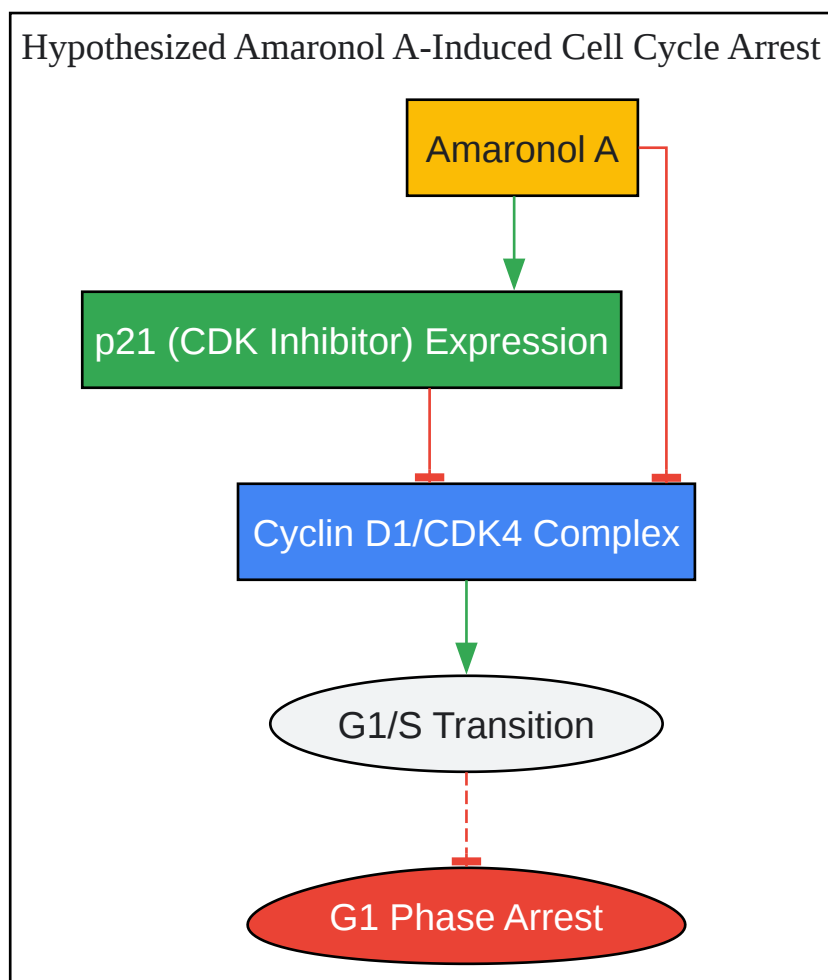 Hypothesized Amaronol A-Induced Cell Cycle Arrest
Amaronol A
p21 (CDK Inhibitor) Expression
Cyclin D1/CDK4 Complex
G1/S Transition
G1 Phase Arrest